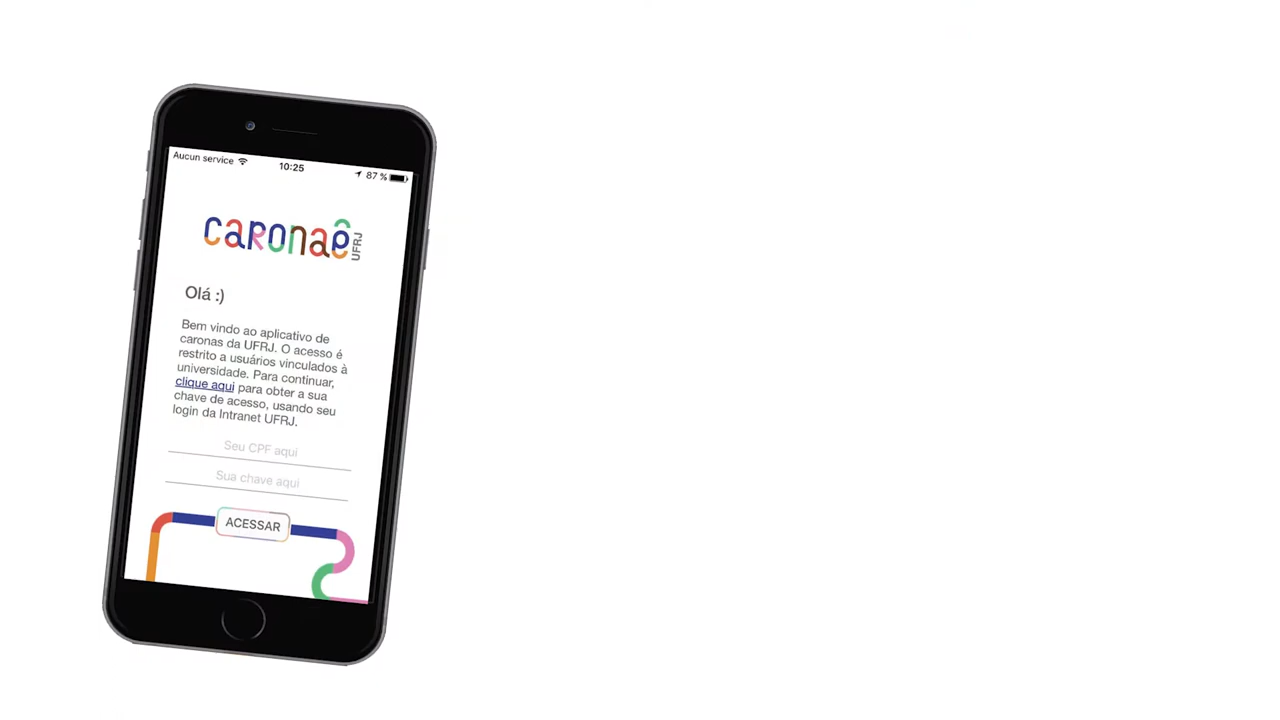 Aucun service 10:25 87 %
caronaê UFRJ
Olá :)
Bem vindo ao aplicativo de
caronas da UFRJ. O acesso é
restrito a usuários vinculados à
universidade. Para continuar,
clique aqui para obter a sua
chave de acesso, usando seu
login da Intranet UFRJ.
Seu CPF aqui
Sua chave aqui
ACESSAR